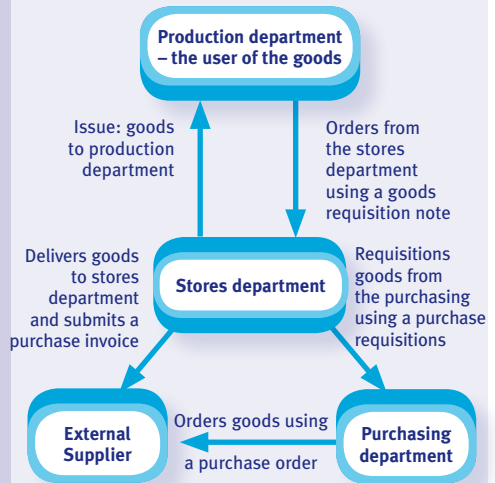 Production department
– the user of the goods
Issue: goods
to production
department
Orders from
the stores
department
using a goods
requisition note
Delivers goods
to stores
department
and submits a
purchase invoice
Stores department
Requisitions
goods from
the purchasing
using a purchase
requisitions
External
Supplier
Orders goods using
a purchase order
Purchasing
department